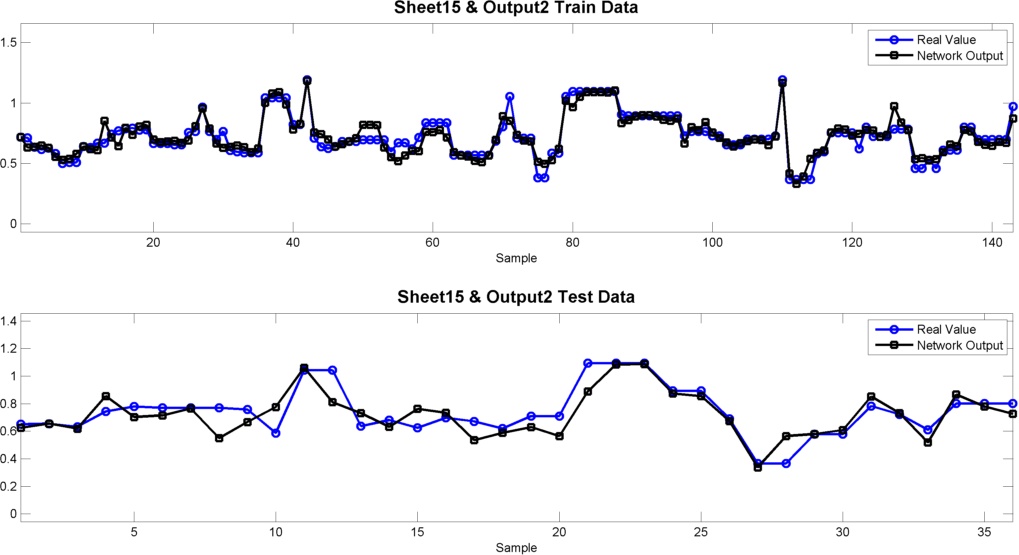 Sheet15 & Output2 Train Data
1.5
1
0.5
0
Real Value
Network Output
20 40 60 80 100 120 140
Sample
Sheet15 & Output2 Test Data
1.4
1.2
1
0.8
0.6
0.4
0.2
0
Real Value
Network Output
5 10 15 20 25 30 35
Sample